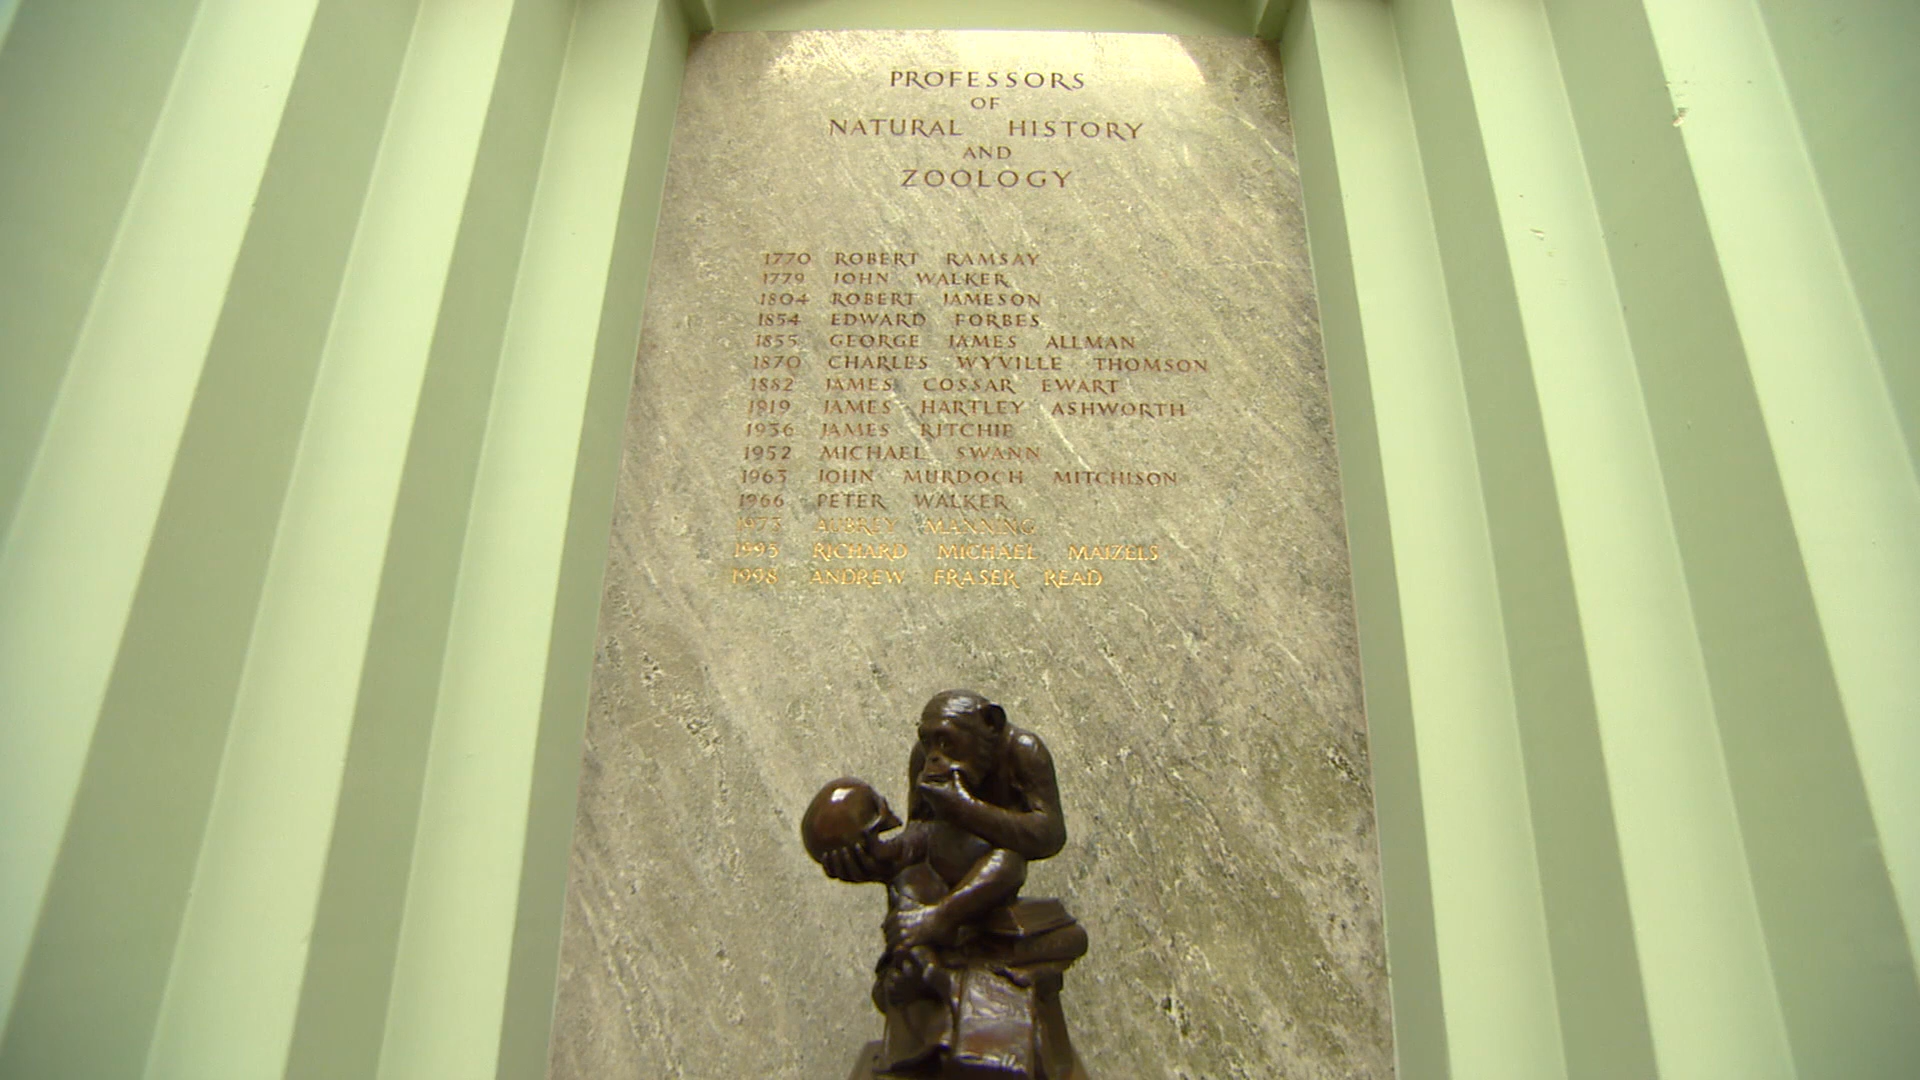 PROFESSORS
OF
NATURAL HISTORY
AND
ZOOLOGY
1770 ROBERT RAMSAY
1779 JOHN WALKER
1804 ROBERT JAMESON
1854 EDWARD FORBES
1855 GEORGE JAMES ALLMAN
1870 CHARLES WYVILLE THOMSON
1882 JAMES COSSAR EWART
1919 JAMES HARTLEY ASHWORTH
1936 JAMES RITCHIE
1952 MICHAEL SWANN
1963 JOHN MURDOCH MITCHISON
1966 PETER WALKER
1973 AUBREY MANNING
1995 RICHARD MICHAEL MAIZELS
1998 ANDREW FRASER READ